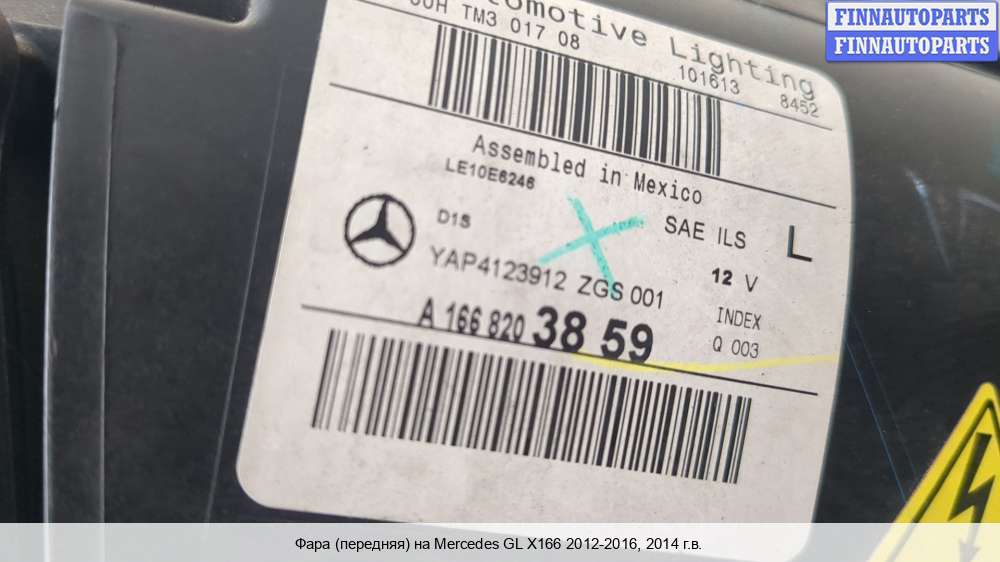 FINNAUTOPARTS
FINNAUTOPARTS
Lighting
TM3 017 08
101613 8452
Assembled in Mexico
LE10E6246
D1S
SAE ILS L
YAP4123912 ZGS 001
12 V
A 166 820 38 59
INDEX
Q 003
Фара (передняя) на Mercedes GL X166 2012-2016, 2014 г.в.